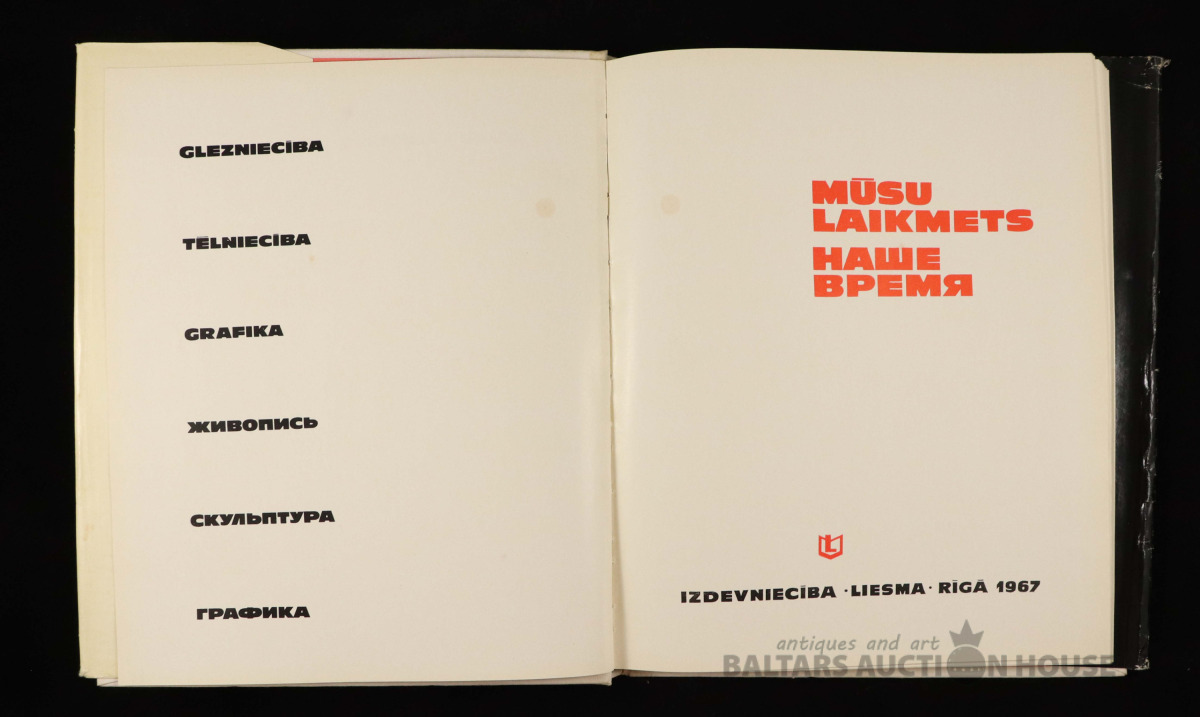 GLEZNIECĪBA
TĒLNIECĪBA
GRAFIKA
ЖИВОПИСЬ
СКУЛЬПТУРА
ГРАФИКА
MŪSU
LAIKMETS
НАШЕ
ВРЕМЯ
L
IZDEVNIECĪBA · LIESMA · RĪGĀ 1967
antiques and art
BALTARS AUCTION HOUSE